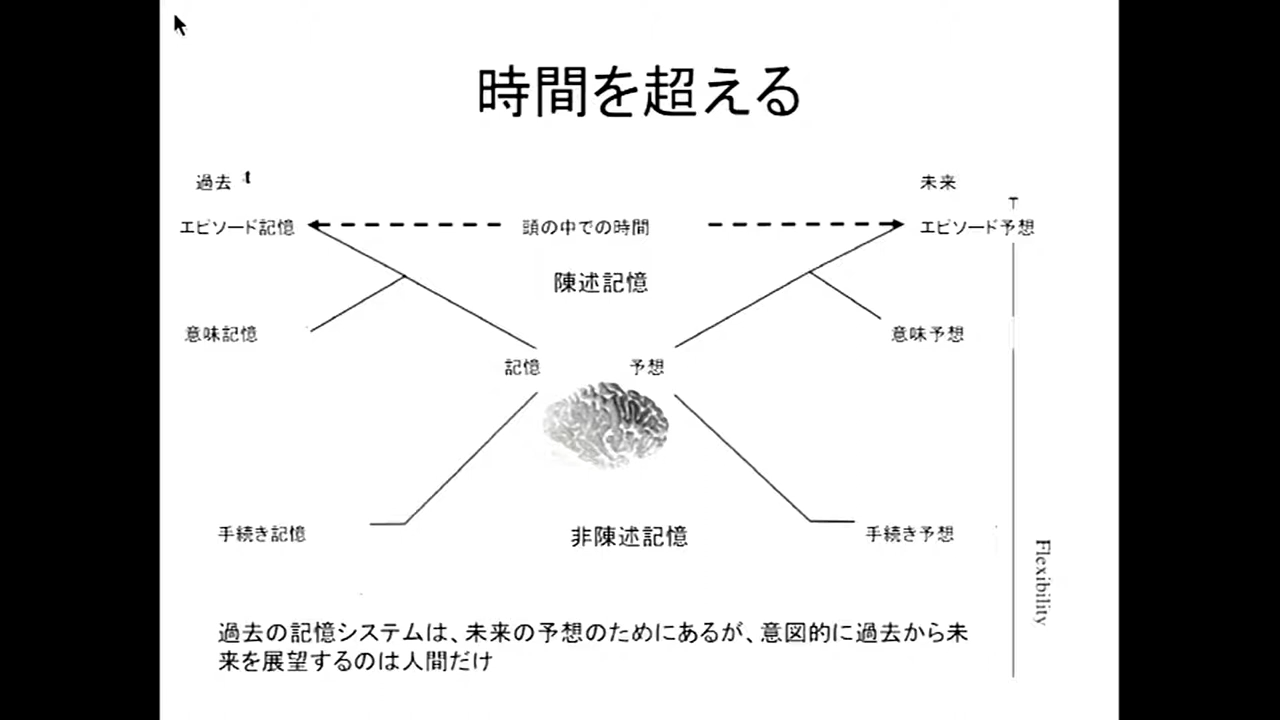 時間を超える
過去
未来
エピソード記憶
頭の中での時間
エピソード予想
陳述記憶
意味記憶
意味予想
記憶
予想
手続き記憶
非陳述記憶
手続き予想
Flexibility
過去の記憶システムは、未来の予想のためにあるが、意図的に過去から未
来を展望するのは人間だけ